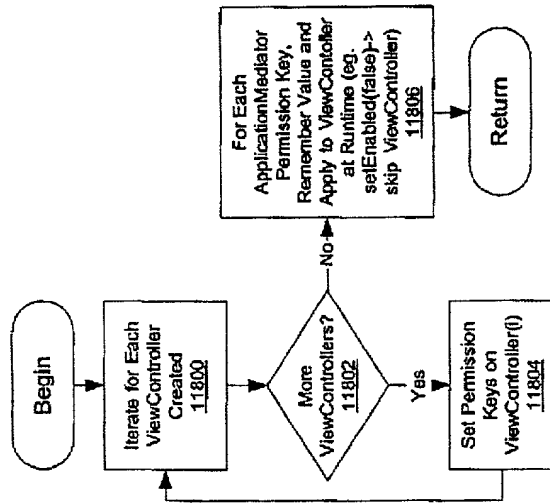 Begin
Iterate for Each
ViewController
Created
11800
More
ViewControllers?
11802
No
Yes
Set Permission
Keys on
ViewController(i)
11804
For Each
ApplicationMediator
Permission Key,
Remember Value and
Apply to ViewContoller
at Runtime (eg.
setEnabled(false)->
skip ViewController)
11806
Return